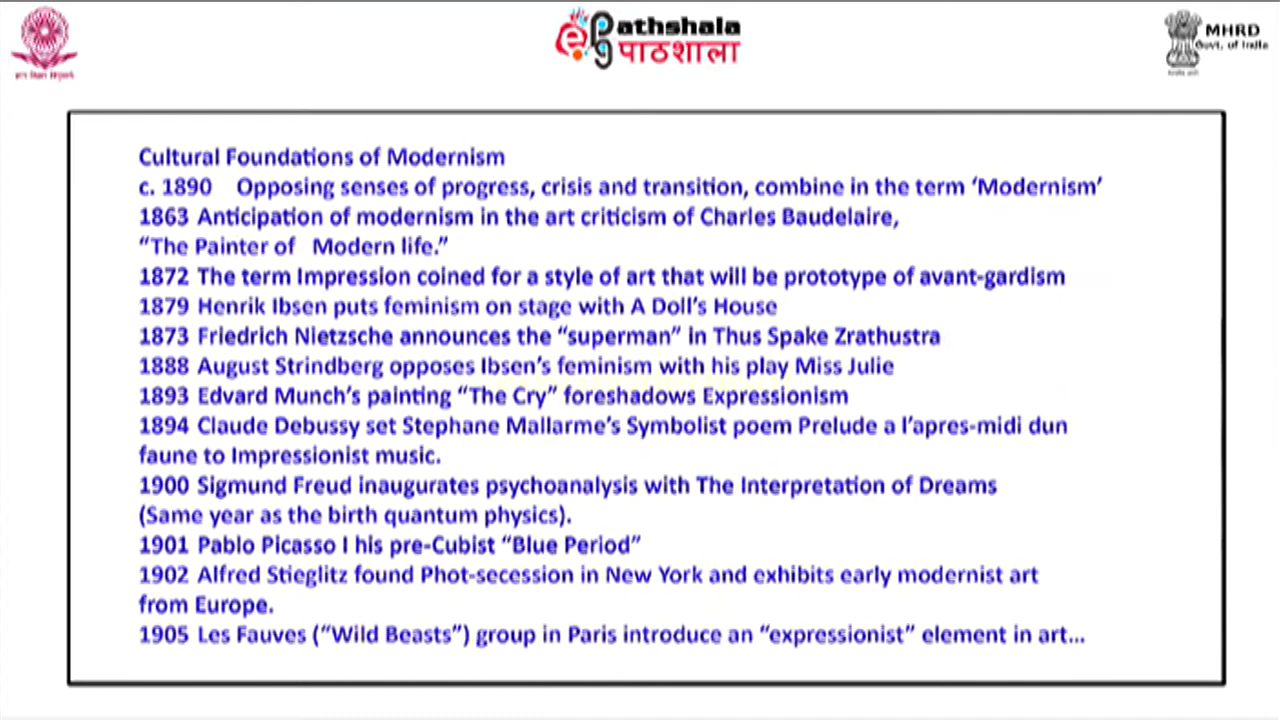 Pathshala
पाठशाला
MHRD
Govt. of India
Cultural Foundations of Modernism
c. 1890 Opposing senses of progress, crisis and transition, combine in the term ‘Modernism’
1863 Anticipation of modernism in the art criticism of Charles Baudelaire,
“The Painter of Modern life.”
1872 The term Impression coined for a style of art that will be prototype of avant-gardism
1879 Henrik Ibsen puts feminism on stage with A Doll’s House
1873 Friedrich Nietzsche announces the “superman” in Thus Spake Zrathustra
1888 August Strindberg opposes Ibsen’s feminism with his play Miss Julie
1893 Edvard Munch’s painting “The Cry” foreshadows Expressionism
1894 Claude Debussy set Stephane Mallarme’s Symbolist poem Prelude a l’apres-midi dun
faune to Impressionist music.
1900 Sigmund Freud inaugurates psychoanalysis with The Interpretation of Dreams
(Same year as the birth quantum physics).
1901 Pablo Picasso I his pre-Cubist “Blue Period”
1902 Alfred Stieglitz found Phot-secession in New York and exhibits early modernist art
from Europe.
1905 Les Fauves (“Wild Beasts”) group in Paris introduce an “expressionist” element in art...